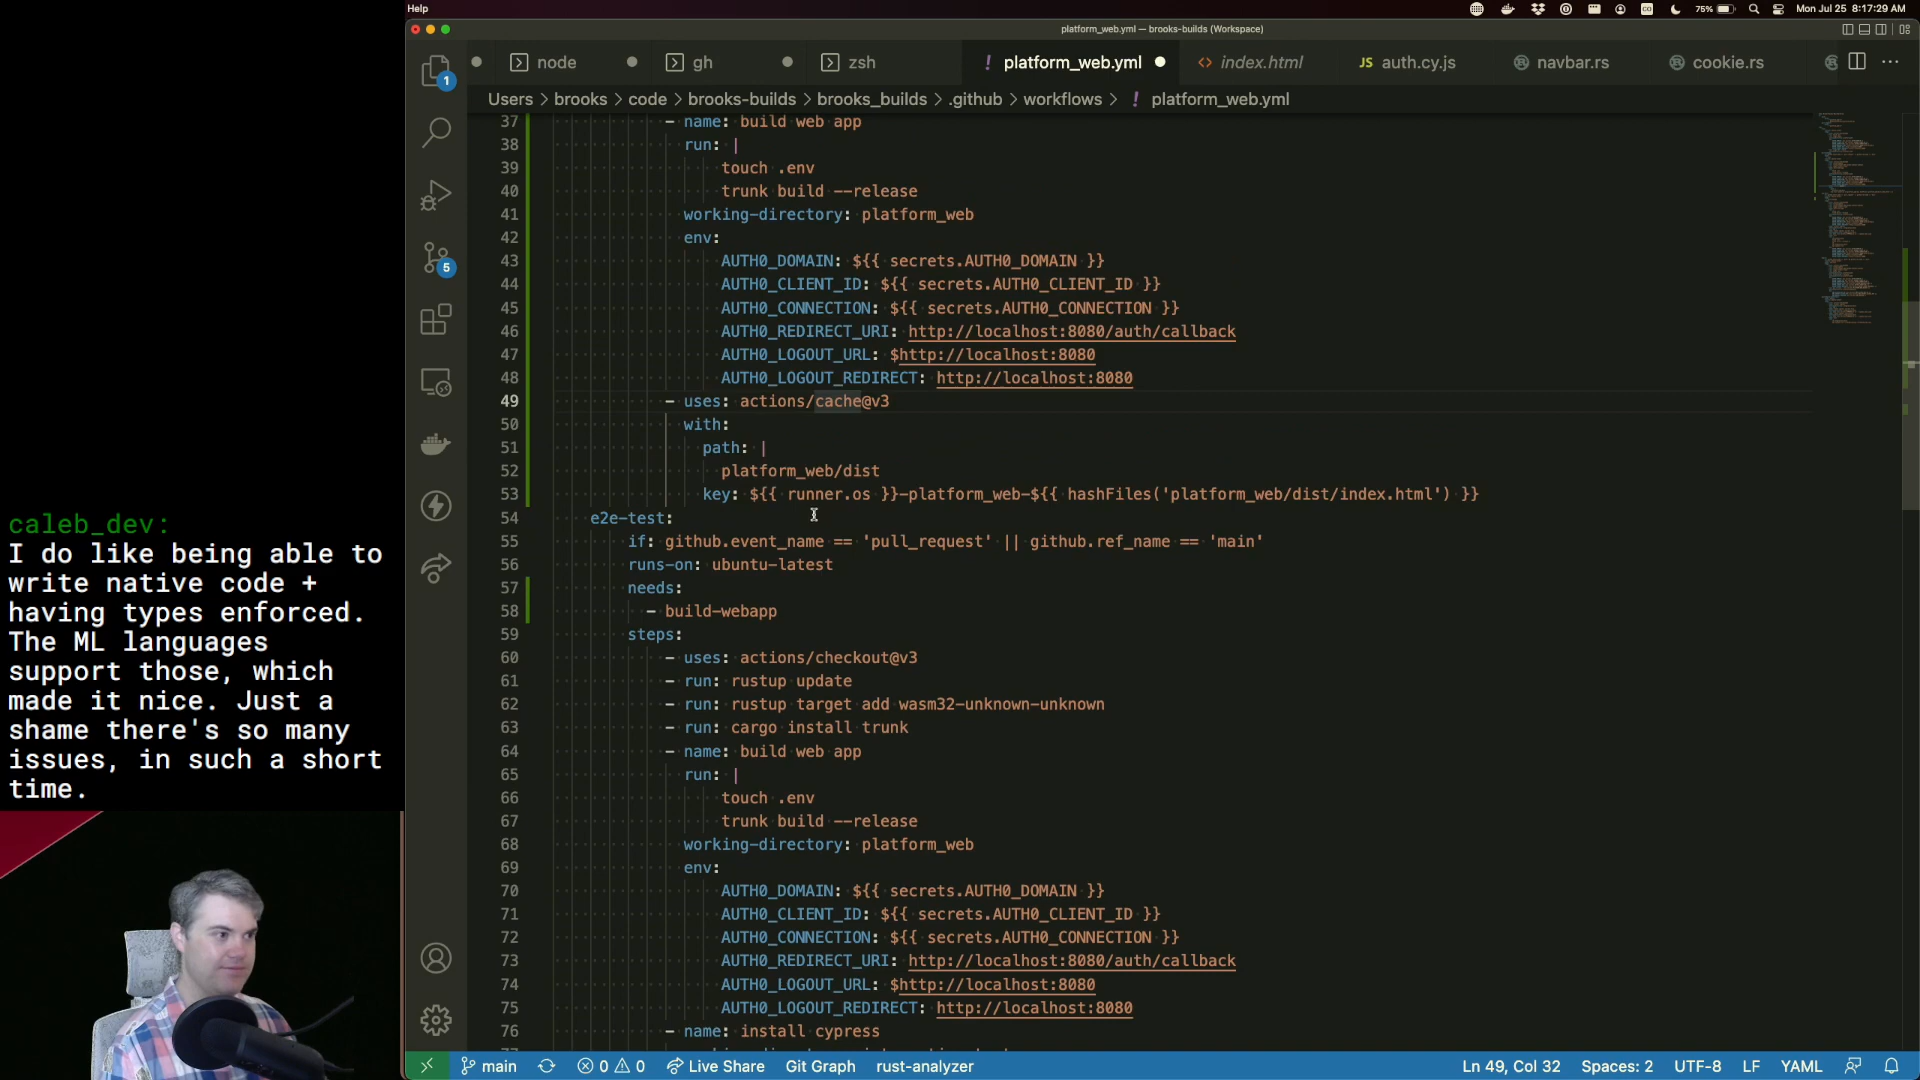 Help
75%
Mon Jul 25 8:17:29 AM
platform_web.yml — brooks-builds (Workspace)
node
gh
zsh
! platform_web.yml
<> index.html
JS auth.cy.js
navbar.rs
cookie.rs
Users > brooks > code > brooks-builds > brooks_builds > .github > workflows > ! platform_web.yml
37 - name: build web app
38 run: |
39 touch .env
40 trunk build --release
41 working-directory: platform_web
42 env:
43 AUTH0_DOMAIN: ${{ secrets.AUTH0_DOMAIN }}
44 AUTH0_CLIENT_ID: ${{ secrets.AUTH0_CLIENT_ID }}
45 AUTH0_CONNECTION: ${{ secrets.AUTH0_CONNECTION }}
46 AUTH0_REDIRECT_URI: http://localhost:8080/auth/callback
47 AUTH0_LOGOUT_URL: $http://localhost:8080
48 AUTH0_LOGOUT_REDIRECT: http://localhost:8080
49 - uses: actions/cache@v3
50 with:
51 path: |
52 platform_web/dist
53 key: ${{ runner.os }}-platform_web-${{ hashFiles('platform_web/dist/index.html') }}
54 e2e-test:
55 if: github.event_name == 'pull_request' || github.ref_name == 'main'
56 runs-on: ubuntu-latest
57 needs:
58 - build-webapp
59 steps:
60 - uses: actions/checkout@v3
61 - run: rustup update
62 - run: rustup target add wasm32-unknown-unknown
63 - run: cargo install trunk
64 - name: build web app
65 run: |
66 touch .env
67 trunk build --release
68 working-directory: platform_web
69 env:
70 AUTH0_DOMAIN: ${{ secrets.AUTH0_DOMAIN }}
71 AUTH0_CLIENT_ID: ${{ secrets.AUTH0_CLIENT_ID }}
72 AUTH0_CONNECTION: ${{ secrets.AUTH0_CONNECTION }}
73 AUTH0_REDIRECT_URI: http://localhost:8080/auth/callback
74 AUTH0_LOGOUT_URL: $http://localhost:8080
75 AUTH0_LOGOUT_REDIRECT: http://localhost:8080
76 - name: install cypress
1
5
caleb_dev:
I do like being able to
write native code +
having types enforced.
The ML languages
support those, which
made it nice. Just a
shame there's so many
issues, in such a short
time.
main
0 0
Live Share
Git Graph
rust-analyzer
Ln 49, Col 32
Spaces: 2
UTF-8
LF
YAML